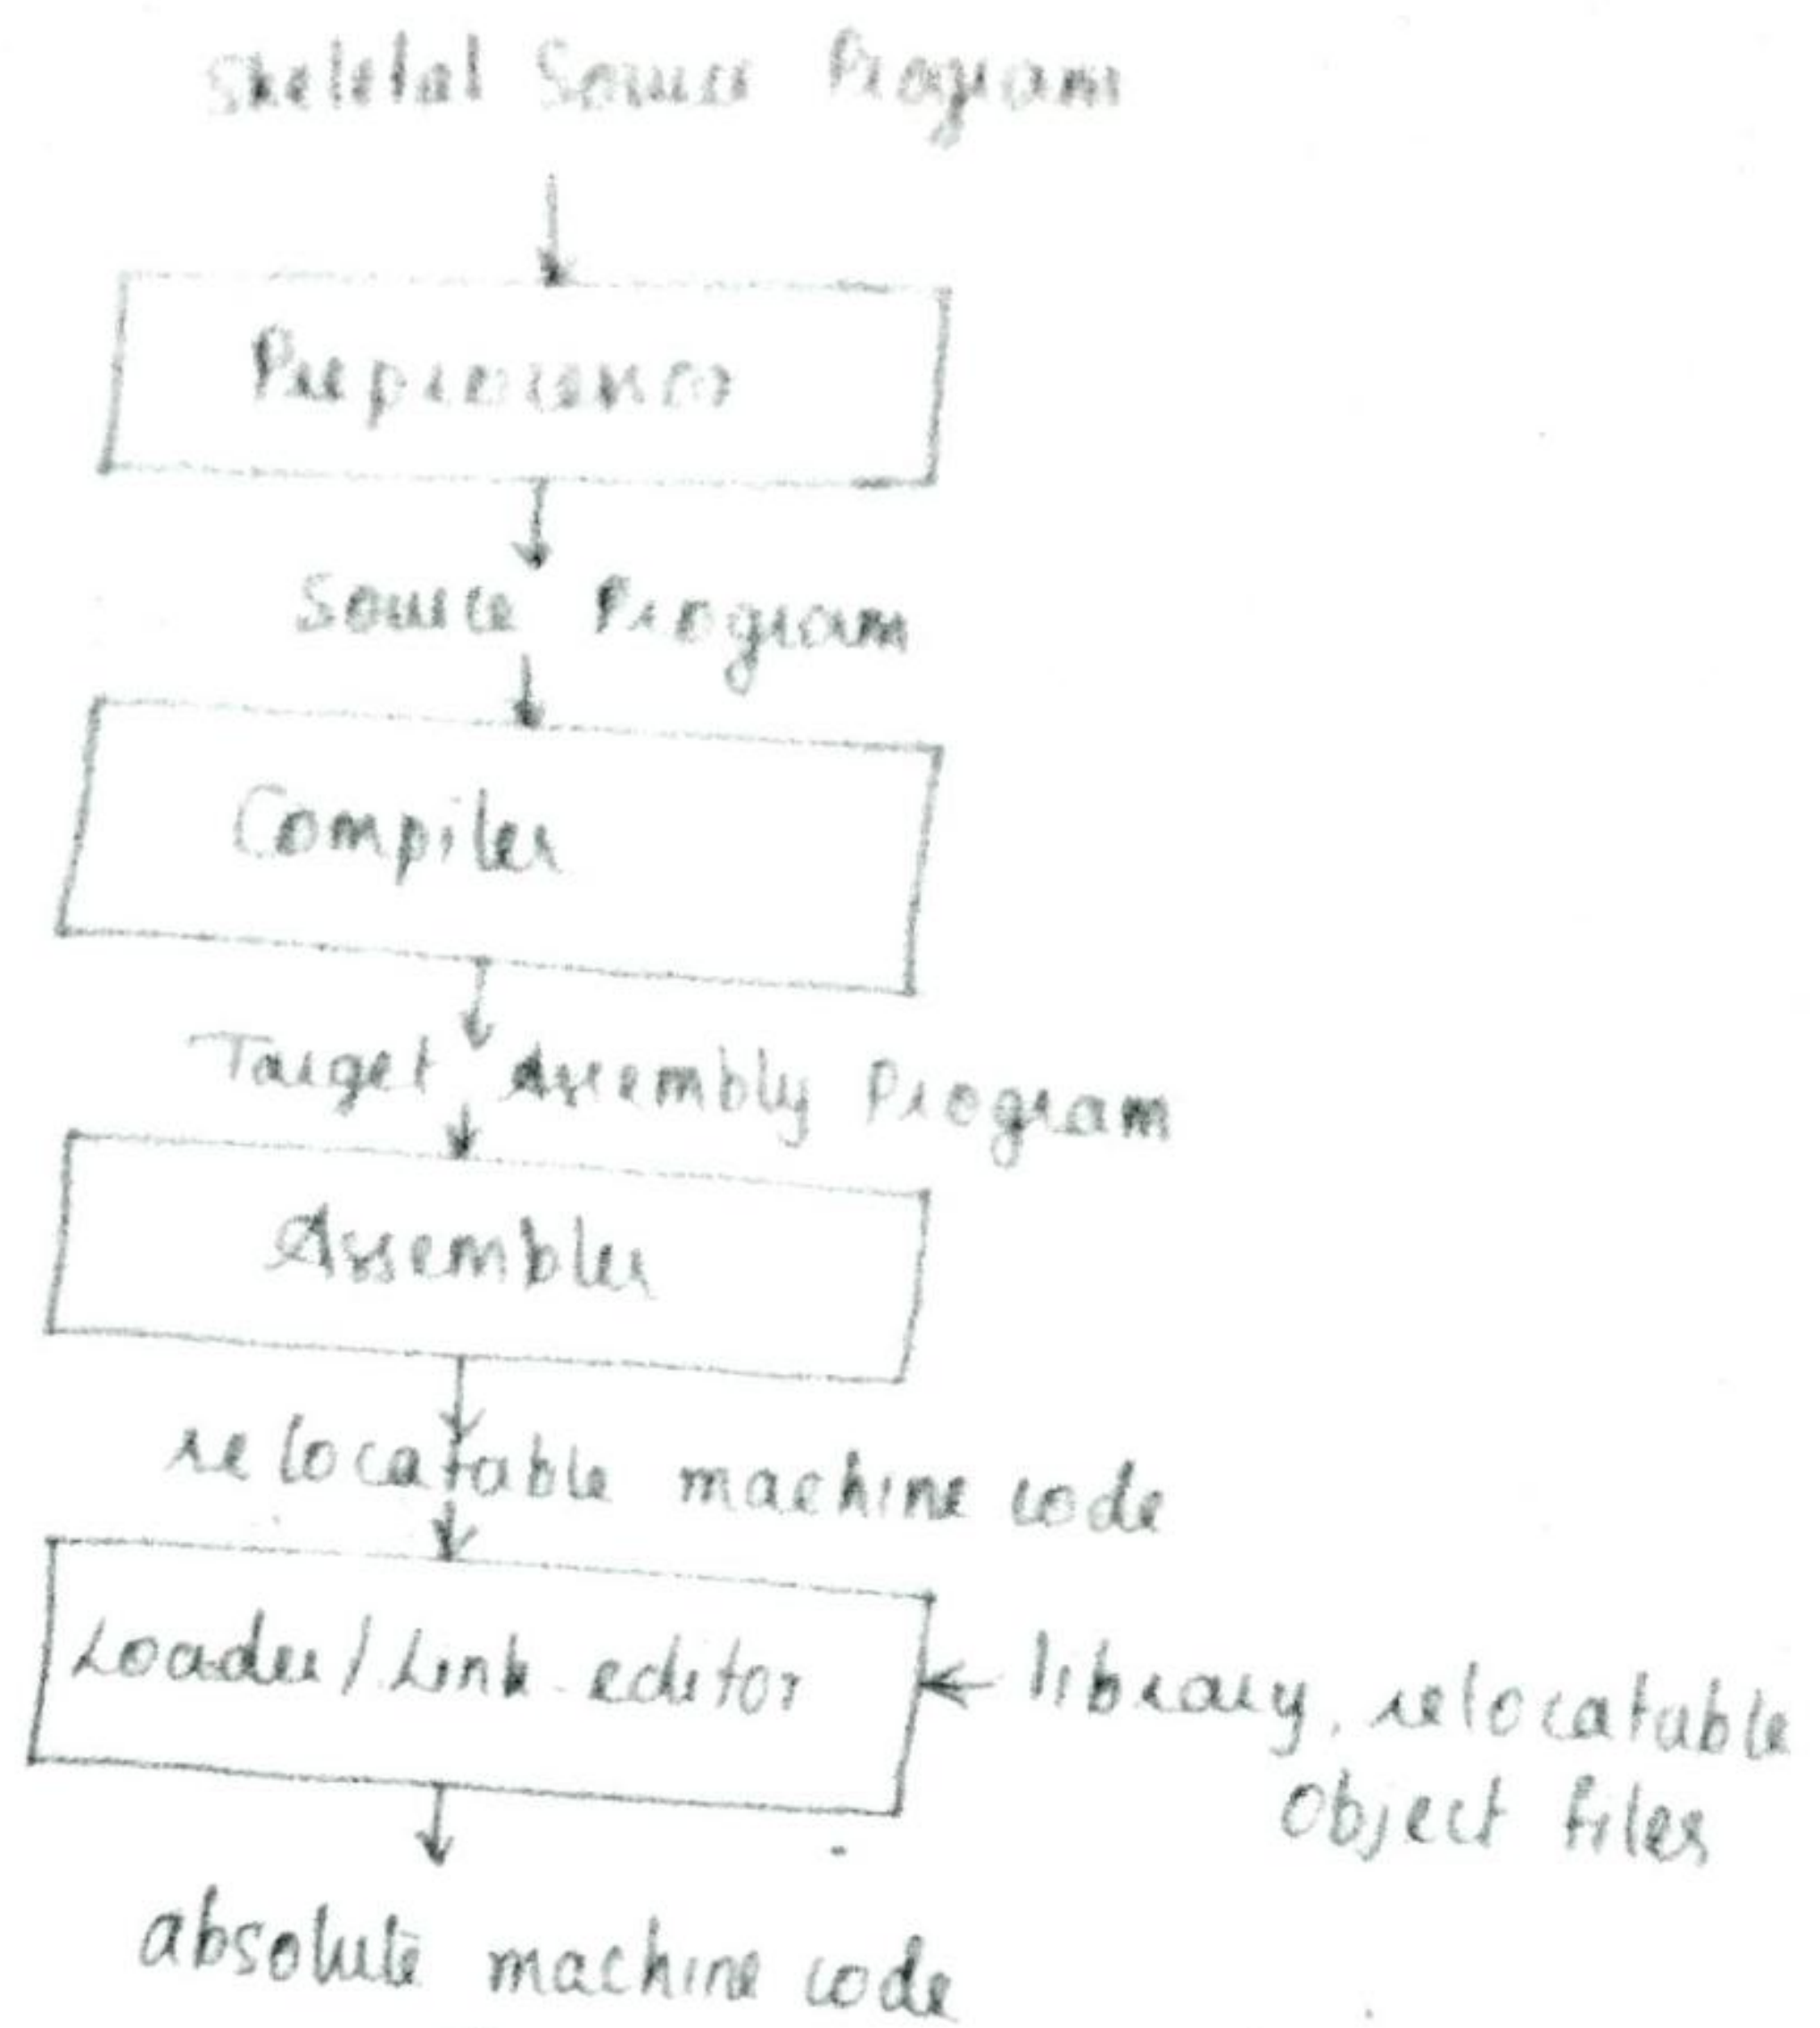 Skeletal Source Program
Preprocessor
Source Program
Compiler
Target Assembly Program
Assembler
relocatable machine code
Loader / Link-editor
library, relocatable
object files
absolute machine code